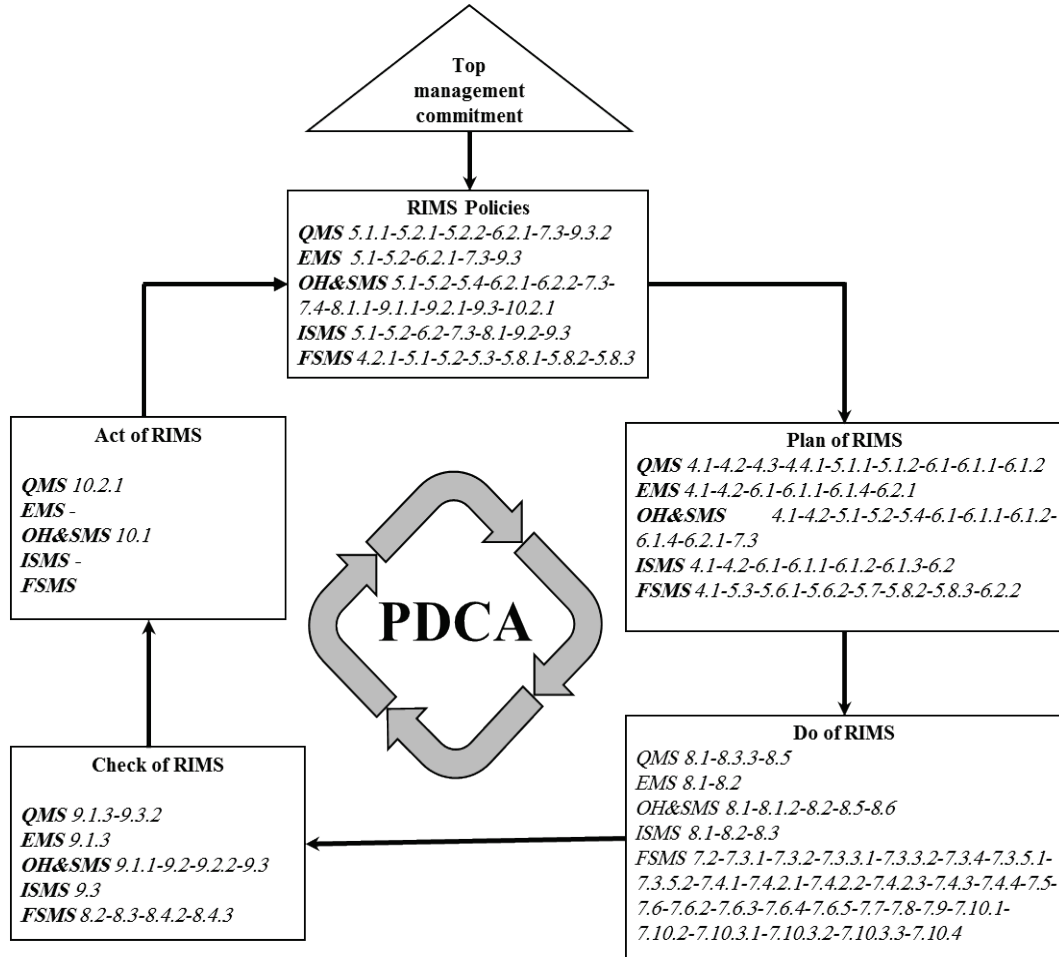 Top
management
commitment
RIMS Policies
QMS 5.1.1-5.2.1-5.2.2-6.2.1-7.3-9.3.2
EMS 5.1-5.2-6.2.1-7.3-9.3
OH&SMS 5.1-5.2-5.4-6.2.1-6.2.2-7.3-
7.4-8.1.1-9.1.1-9.2.1-9.3-10.2.1
ISMS 5.1-5.2-6.2-7.3-8.1-9.2-9.3
FSMS 4.2.1-5.1-5.2-5.3-5.8.1-5.8.2-5.8.3
Plan of RIMS
QMS 4.1-4.2-4.3-4.4.1-5.1.1-5.1.2-6.1-6.1.1-6.1.2
EMS 4.1-4.2-6.1-6.1.1-6.1.4-6.2.1
OH&SMS 4.1-4.2-5.1-5.2-5.4-6.1-6.1.1-6.1.2-
6.1.4-6.2.1-7.3
ISMS 4.1-4.2-6.1-6.1.1-6.1.2-6.1.3-6.2
FSMS 4.1-5.3-5.6.1-5.6.2-5.7-5.8.2-5.8.3-6.2.2
Do of RIMS
QMS 8.1-8.3.3-8.5
EMS 8.1-8.2
OH&SMS 8.1-8.1.2-8.2-8.5-8.6
ISMS 8.1-8.2-8.3
FSMS 7.2-7.3.1-7.3.2-7.3.3.1-7.3.3.2-7.3.4-7.3.5.1-
7.3.5.2-7.4.1-7.4.2.1-7.4.2.2-7.4.2.3-7.4.3-7.4.4-7.5-
7.6-7.6.2-7.6.3-7.6.4-7.6.5-7.7-7.8-7.9-7.10.1-
7.10.2-7.10.3.1-7.10.3.2-7.10.3.3-7.10.4
Check of RIMS
QMS 9.1.3-9.3.2
EMS 9.1.3
OH&SMS 9.1.1-9.2-9.2.2-9.3
ISMS 9.3
FSMS 8.2-8.3-8.4.2-8.4.3
Act of RIMS
QMS 10.2.1
EMS -
OH&SMS 10.1
ISMS -
FSMS
PDCA